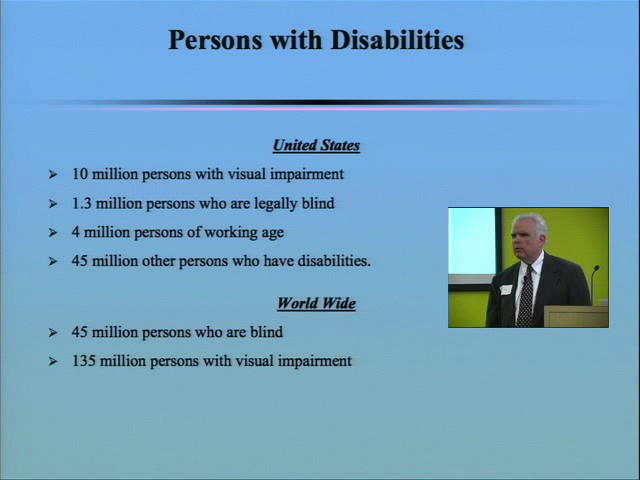 Persons with Disabilities
United States
10 million persons with visual impairment
1.3 million persons who are legally blind
4 million persons of working age
45 million other persons who have disabilities.
World Wide
45 million persons who are blind
135 million persons with visual impairment